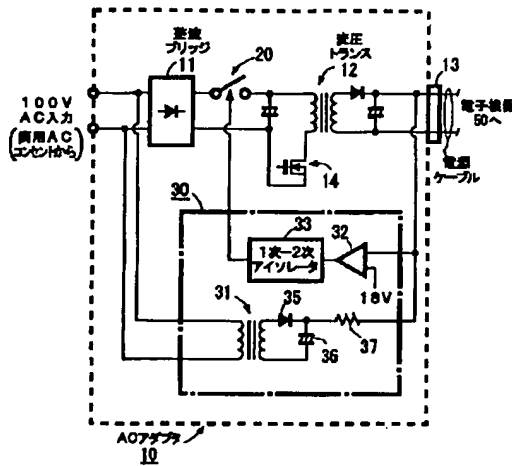 整流
ブリッジ
11
20
変圧
トランス
12
13
100V
AC入力
(商用AC
コンセントから)
電子機器
50へ
電源
ケーブル
14
30
33
32
1次-2次
アイソレータ
18V
31
35
36
37
ACアダプタ
10